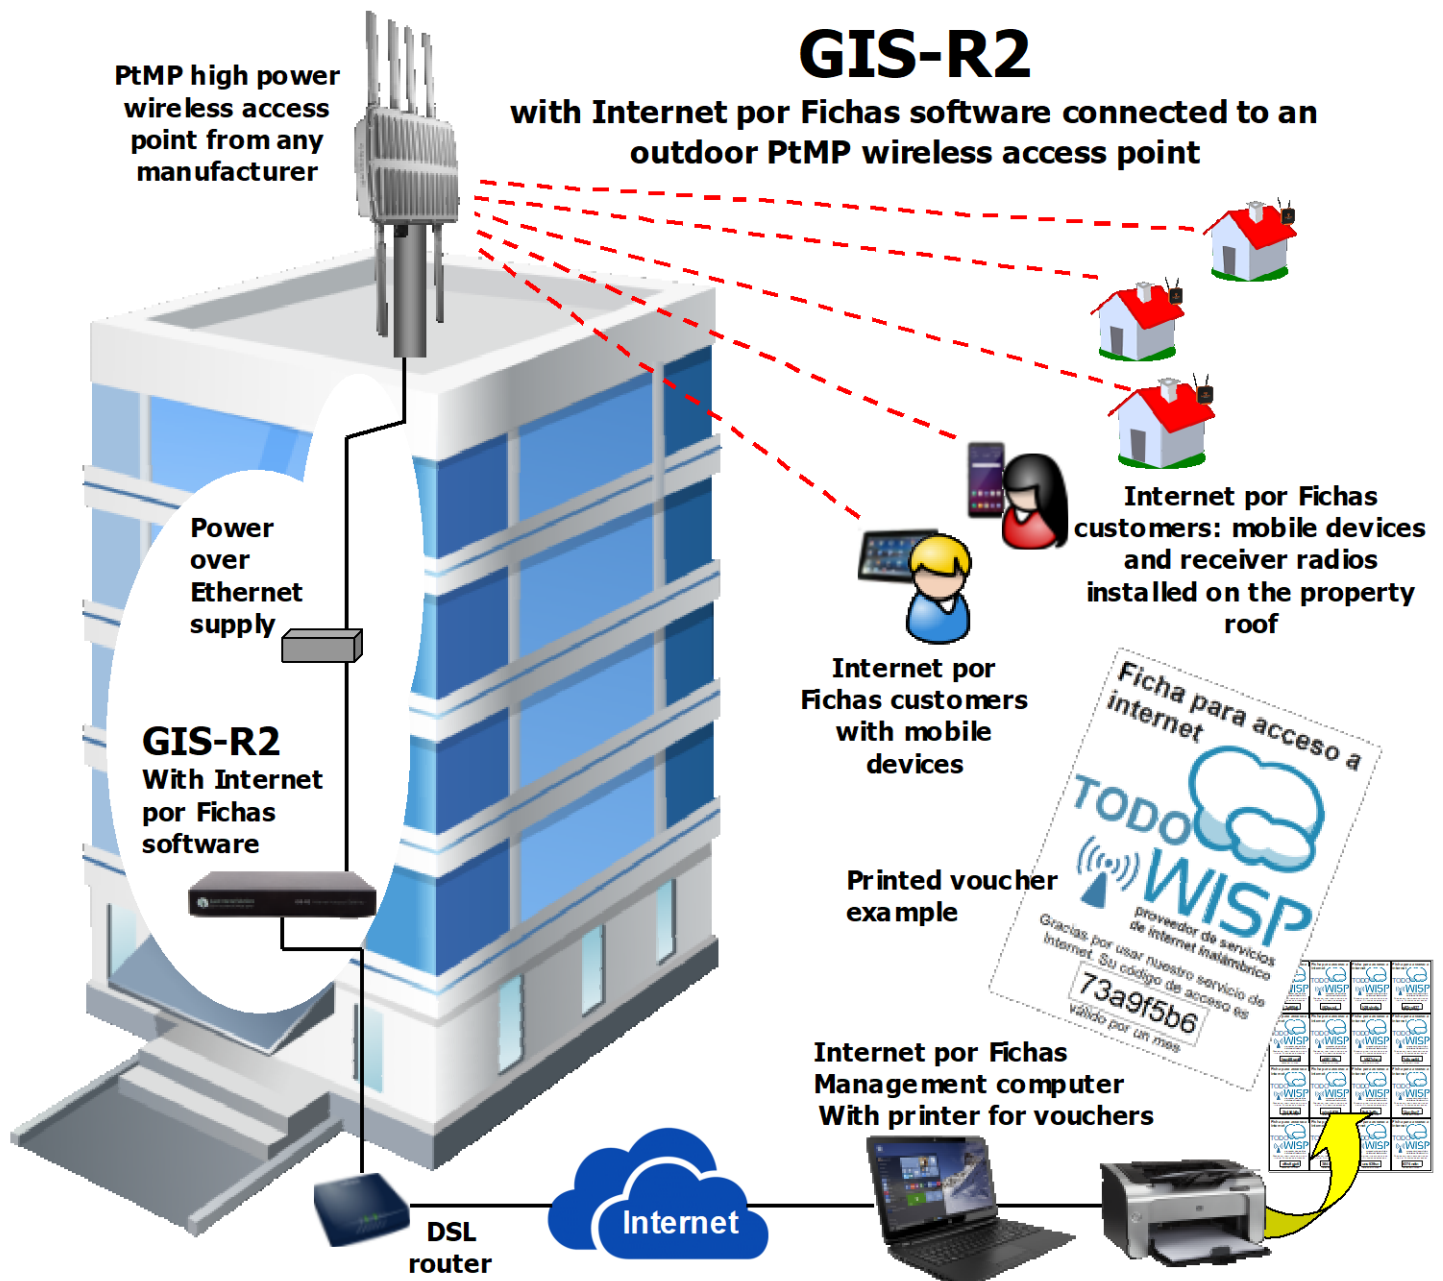 GIS-R2
with Internet por Fichas software connected to an
outdoor PtMP wireless access point
PtMP high power
wireless access
point from any
manufacturer
Power
over
Ethernet
supply
GIS-R2
With Internet
por Fichas
software
Internet por Fichas
customers: mobile devices
and receiver radios
installed on the property
roof
Internet por
Fichas customers
with mobile
devices
Printed voucher
example
Ficha para acceso a
internet
TODO
WISP
proveedor de servicios
de internet inalámbrico
Gracias por usar nuestro servicio de
Internet. Su código de acceso es
73a9f5b6
válido por un mes
Internet por Fichas
Management computer
With printer for vouchers
DSL
router
Internet